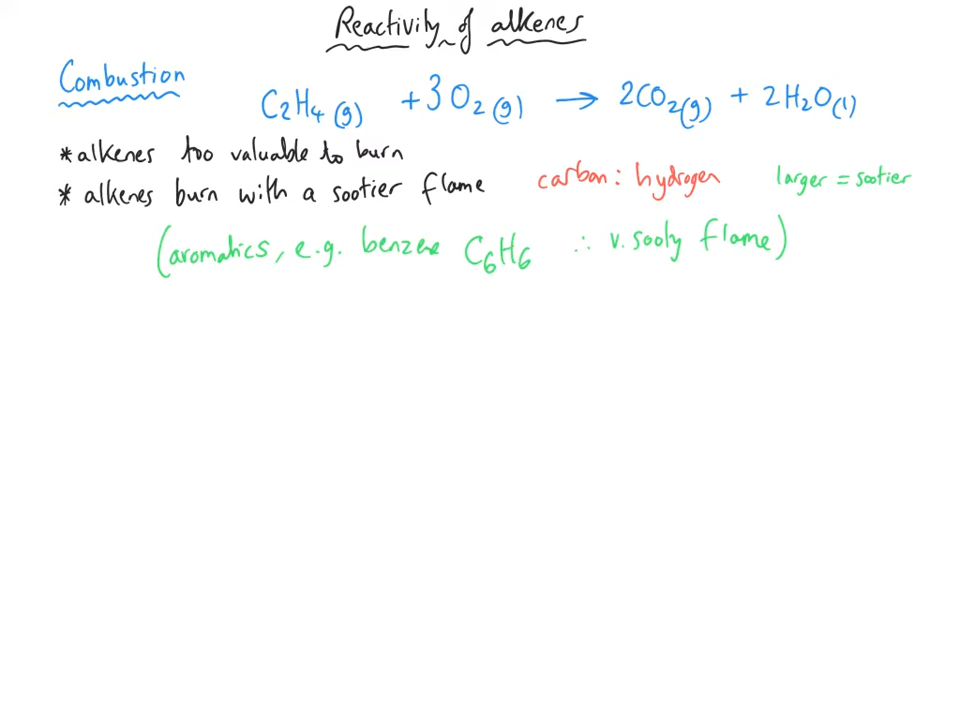 Reactivity of alkenes
Combustion C2H4(g) + 3O2(g) → 2CO2(g) + 2H2O(l)
*alkenes too valuable to burn
* alkenes burn with a sootier flame carbon : hydrogen larger = sootier
(aromatics, e.g. benzene C6H6 ∴ v. sooty flame)